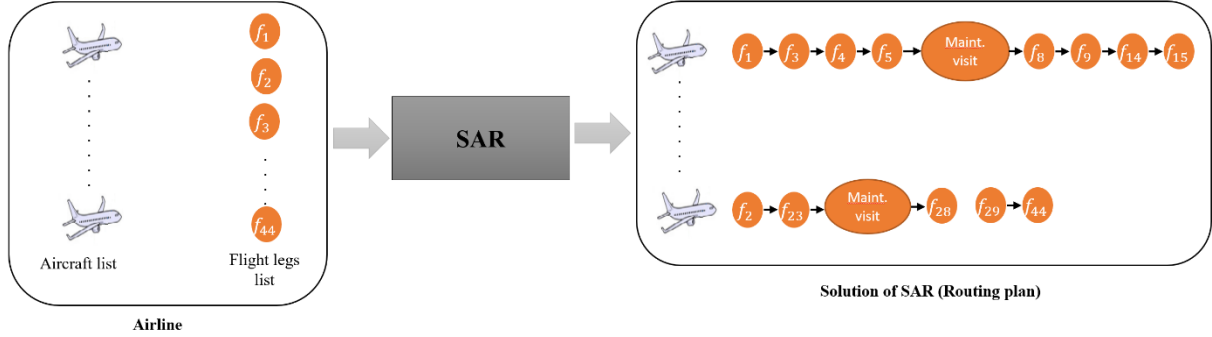 f1
f2
f3
f44
Aircraft list
Flight legs
list
Airline
SAR
f1 f3 f4 f5 Maint. visit f8 f9 f14 f15
f2 f23 Maint. visit f28 f29 f44
Solution of SAR (Routing plan)